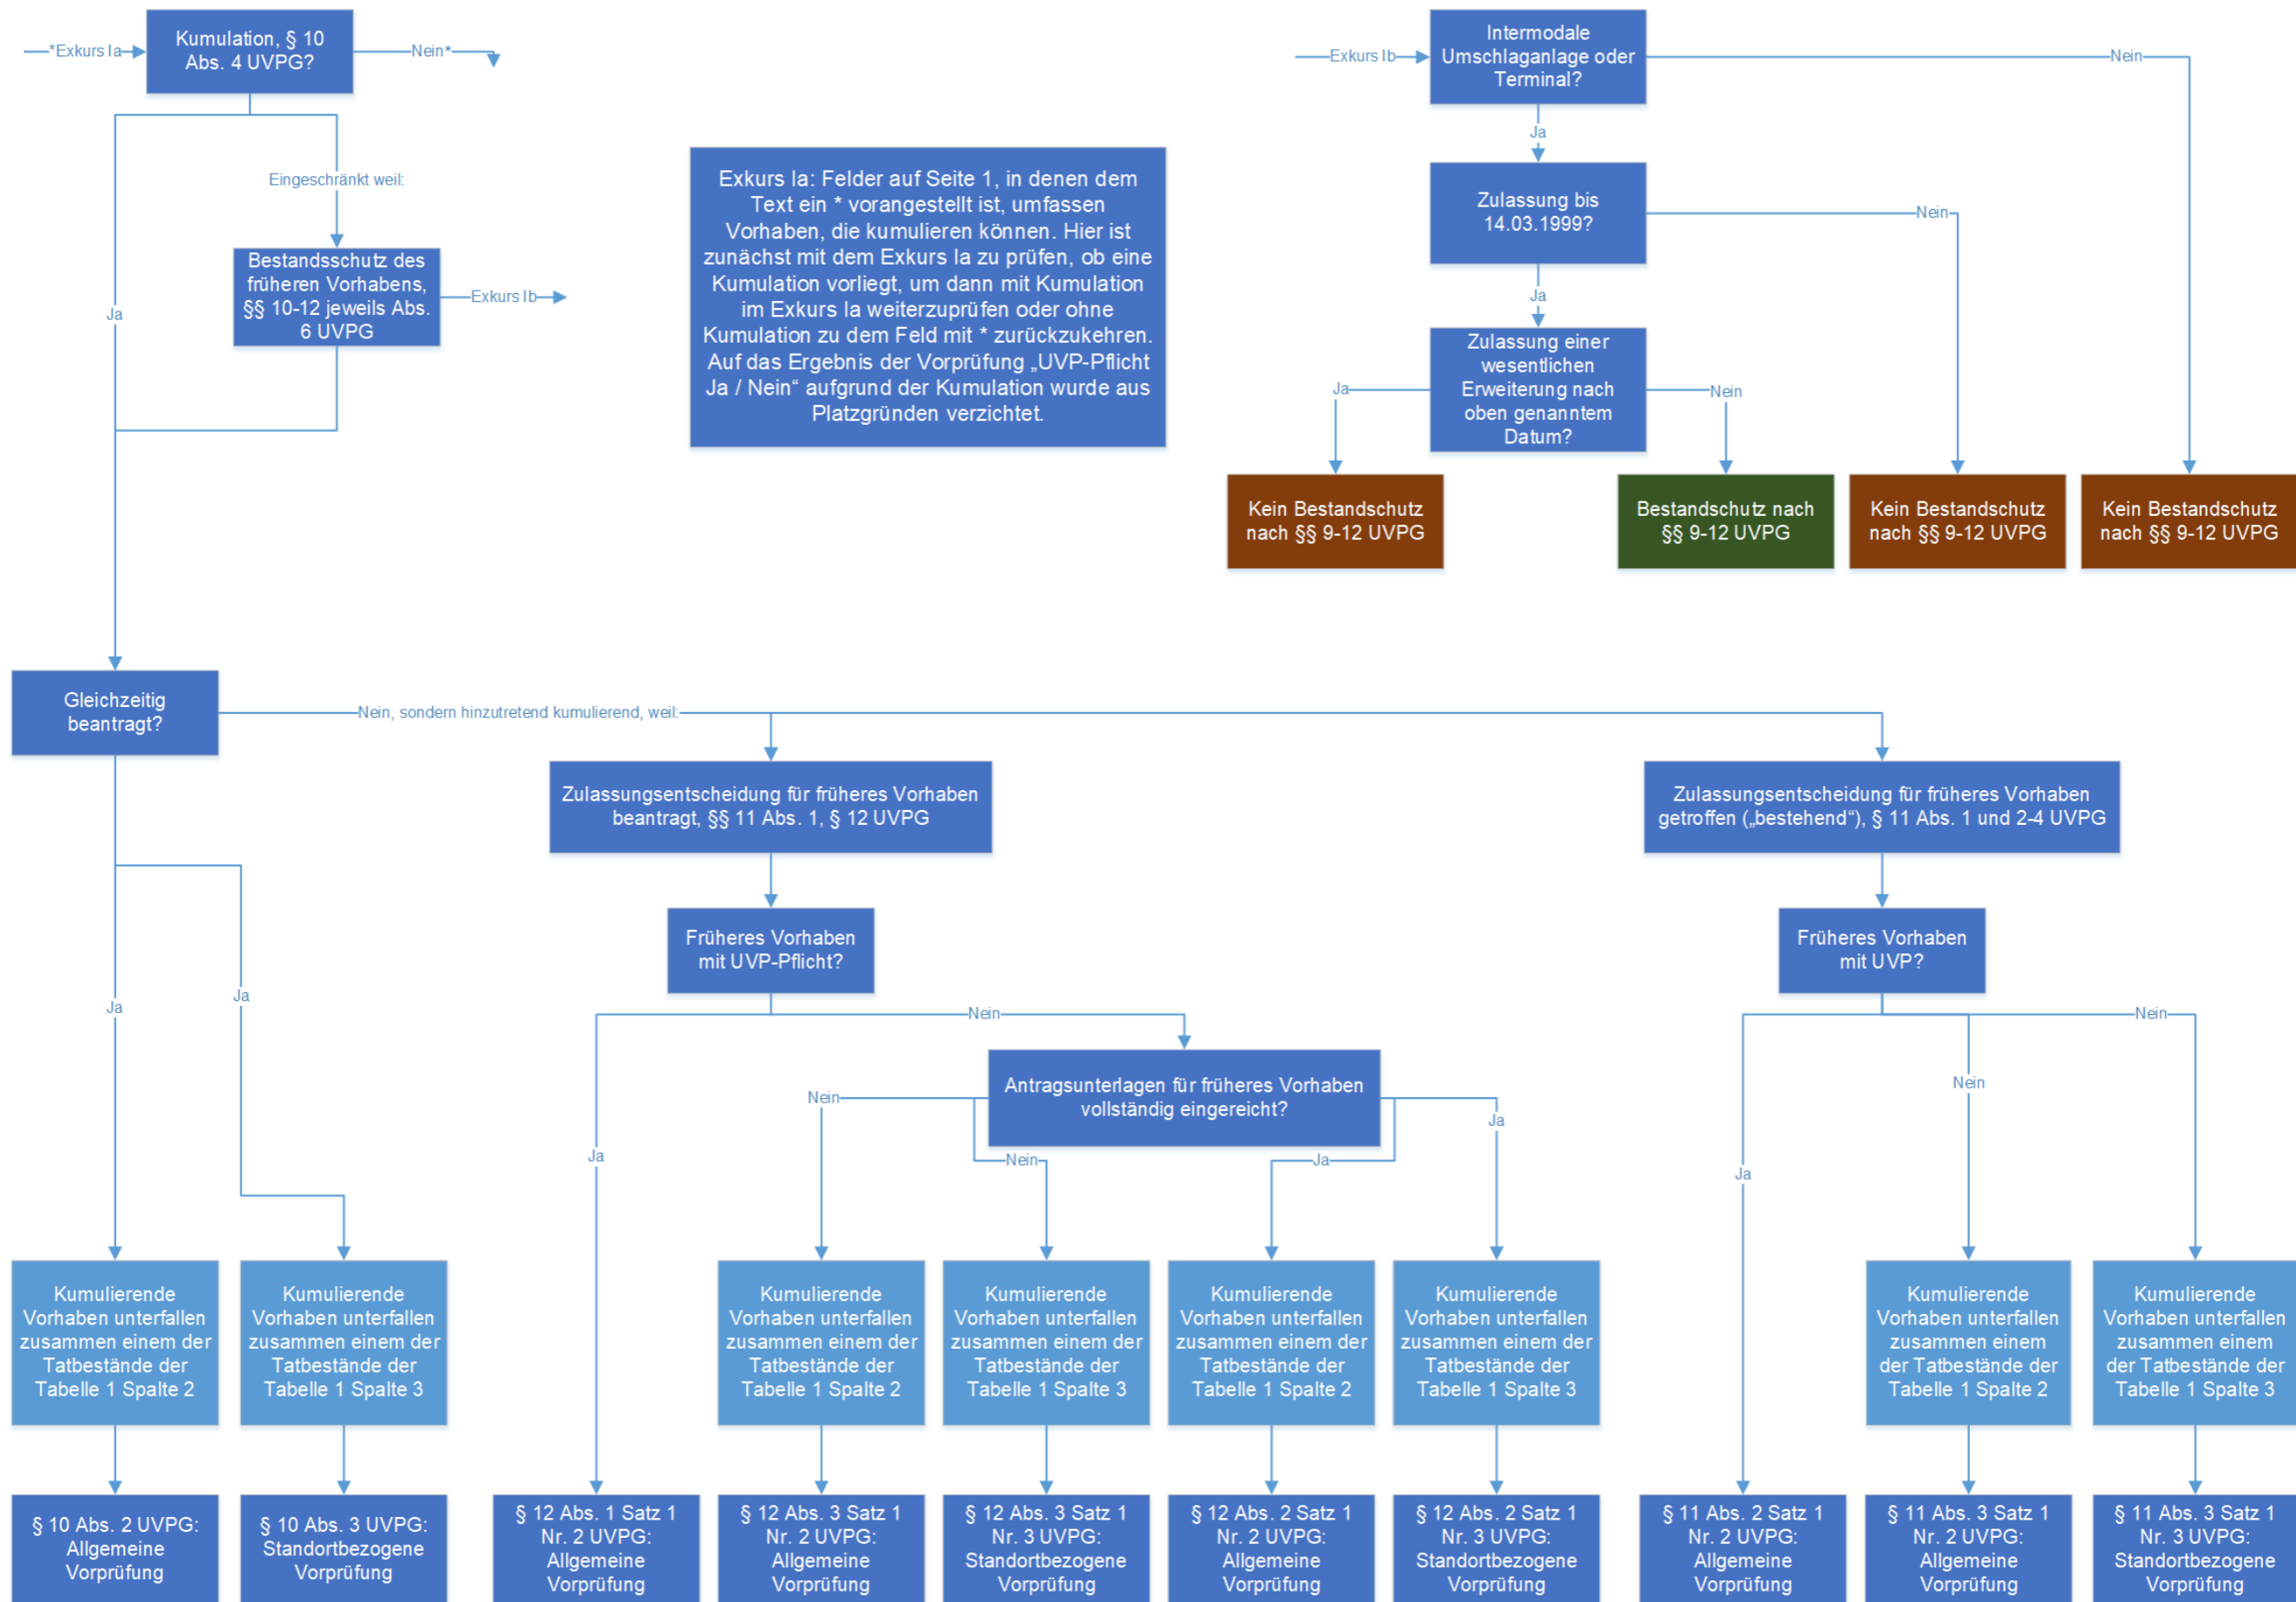 *Exkurs Ia
Kumulation, § 10
Abs. 4 UVPG?
Nein*
Ja
Eingeschränkt weil:
Bestandsschutz des
früheren Vorhabens,
§§ 10-12 jeweils Abs.
6 UVPG
Exkurs Ib
Exkurs Ia: Felder auf Seite 1, in denen dem
Text ein * vorangestellt ist, umfassen
Vorhaben, die kumulieren können. Hier ist
zunächst mit dem Exkurs Ia zu prüfen, ob eine
Kumulation vorliegt, um dann mit Kumulation
im Exkurs Ia weiterzuprüfen oder ohne
Kumulation zu dem Feld mit * zurückzukehren.
Auf das Ergebnis der Vorprüfung „UVP-Pflicht
Ja / Nein“ aufgrund der Kumulation wurde aus
Platzgründen verzichtet.
Exkurs Ib
Intermodale
Umschlaganlage oder
Terminal?
Nein
Ja
Zulassung bis
14.03.1999?
Nein
Ja
Zulassung einer
wesentlichen
Erweiterung nach
oben genanntem
Datum?
Ja
Nein
Kein Bestandschutz
nach §§ 9-12 UVPG
Bestandschutz nach
§§ 9-12 UVPG
Kein Bestandschutz
nach §§ 9-12 UVPG
Kein Bestandschutz
nach §§ 9-12 UVPG
Gleichzeitig
beantragt?
Nein, sondern hinzutretend kumulierend, weil:
Ja
Ja
Zulassungsentscheidung für früheres Vorhaben
beantragt, §§ 11 Abs. 1, § 12 UVPG
Früheres Vorhaben
mit UVP-Pflicht?
Ja
Nein
Antragsunterlagen für früheres Vorhaben
vollständig eingereicht?
Nein
Nein
Ja
Ja
Zulassungsentscheidung für früheres Vorhaben
getroffen („bestehend“), § 11 Abs. 1 und 2-4 UVPG
Früheres Vorhaben
mit UVP?
Ja
Nein
Nein
Kumulierende
Vorhaben unterfallen
zusammen einem der
Tatbestände der
Tabelle 1 Spalte 2
Kumulierende
Vorhaben unterfallen
zusammen einem der
Tatbestände der
Tabelle 1 Spalte 3
Kumulierende
Vorhaben unterfallen
zusammen einem der
Tatbestände der
Tabelle 1 Spalte 2
Kumulierende
Vorhaben unterfallen
zusammen einem der
Tatbestände der
Tabelle 1 Spalte 3
Kumulierende
Vorhaben unterfallen
zusammen einem der
Tatbestände der
Tabelle 1 Spalte 2
Kumulierende
Vorhaben unterfallen
zusammen einem der
Tatbestände der
Tabelle 1 Spalte 3
Kumulierende
Vorhaben unterfallen
zusammen einem
der Tatbestände der
Tabelle 1 Spalte 2
Kumulierende
Vorhaben unterfallen
zusammen einem
der Tatbestände der
Tabelle 1 Spalte 3
§ 10 Abs. 2 UVPG:
Allgemeine
Vorprüfung
§ 10 Abs. 3 UVPG:
Standortbezogene
Vorprüfung
§ 12 Abs. 1 Satz 1
Nr. 2 UVPG:
Allgemeine
Vorprüfung
§ 12 Abs. 3 Satz 1
Nr. 2 UVPG:
Allgemeine
Vorprüfung
§ 12 Abs. 3 Satz 1
Nr. 3 UVPG:
Standortbezogene
Vorprüfung
§ 12 Abs. 2 Satz 1
Nr. 2 UVPG:
Allgemeine
Vorprüfung
§ 12 Abs. 2 Satz 1
Nr. 3 UVPG:
Standortbezogene
Vorprüfung
§ 11 Abs. 2 Satz 1
Nr. 2 UVPG:
Allgemeine
Vorprüfung
§ 11 Abs. 3 Satz 1
Nr. 2 UVPG:
Allgemeine
Vorprüfung
§ 11 Abs. 3 Satz 1
Nr. 3 UVPG:
Standortbezogene
Vorprüfung